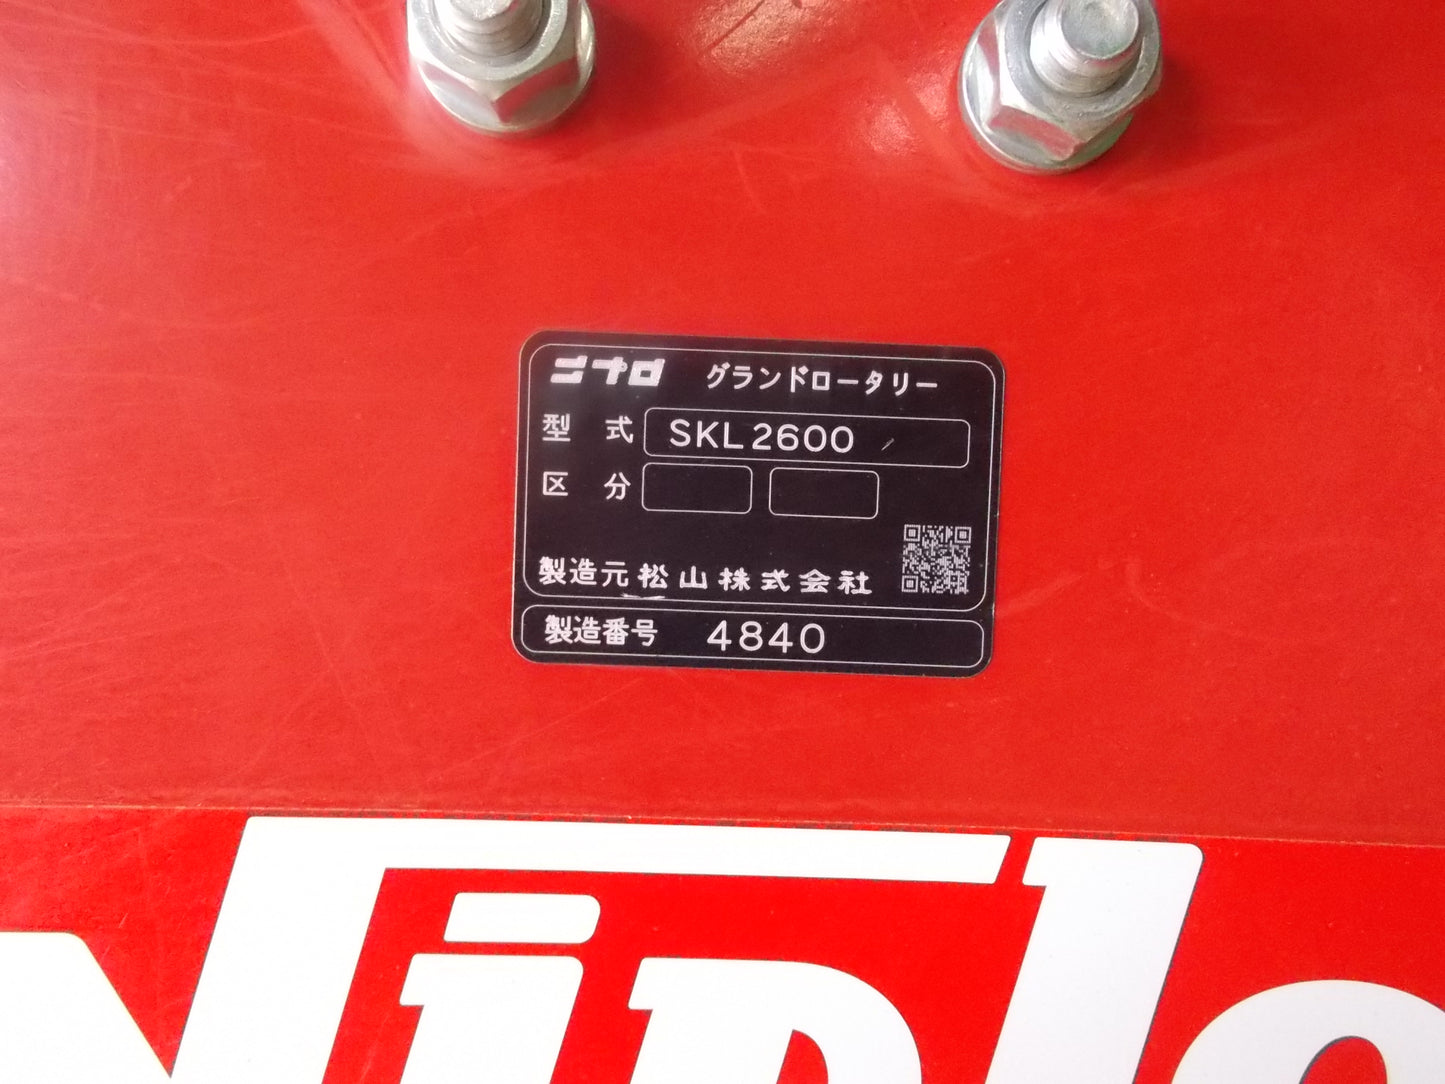 ニプロ グランドロータリー
型 式 SKL2600
区 分
製造元 松山株式会社
製造番号 4840
Niplo